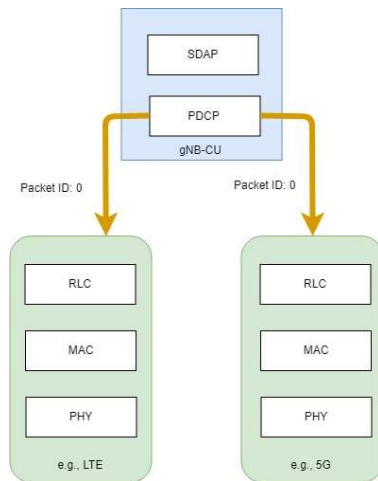 SDAP
PDCP
gNB-CU
Packet ID: 0
Packet ID: 0
RLC
MAC
PHY
e.g., LTE
RLC
MAC
PHY
e.g., 5G